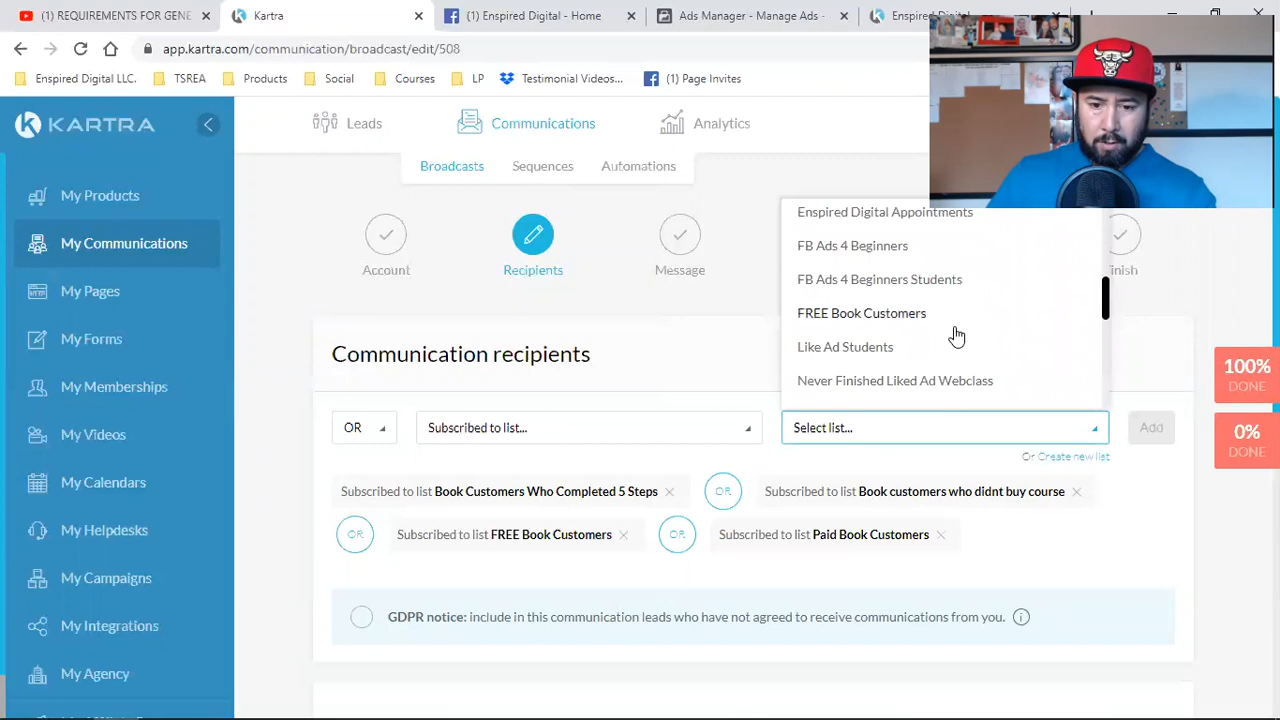 (1) REQUIREMENTS FOR GENE
Kartra
(1) Enspired Digital - Home
Ads Manager - Manage Ads -
Enspired Digital
app.kartra.com/communication/broadcast/edit/508
Enspired Digital LLC.
TSREA
Produce
Social
Courses
LP
Testimonial Videos...
(1) Page Invites
KARTRA
Leads
Communications
Analytics
Broadcasts
Sequences
Automations
My Products
My Communications
My Pages
My Forms
My Memberships
My Videos
My Calendars
My Helpdesks
My Campaigns
My Integrations
My Agency
Account
Recipients
Message
Finish
Enspired Digital Appointments
FB Ads 4 Beginners
FB Ads 4 Beginners Students
FREE Book Customers
Like Ad Students
Never Finished Liked Ad Webclass
Communication recipients
OR
Subscribed to list...
Select list...
Add
Or Create new list
Subscribed to list Book Customers Who Completed 5 Steps
OR
Subscribed to list Book customers who didnt buy course
OR
Subscribed to list FREE Book Customers
OR
Subscribed to list Paid Book Customers
GDPR notice: include in this communication leads who have not agreed to receive communications from you.
100%
DONE
0%
DONE